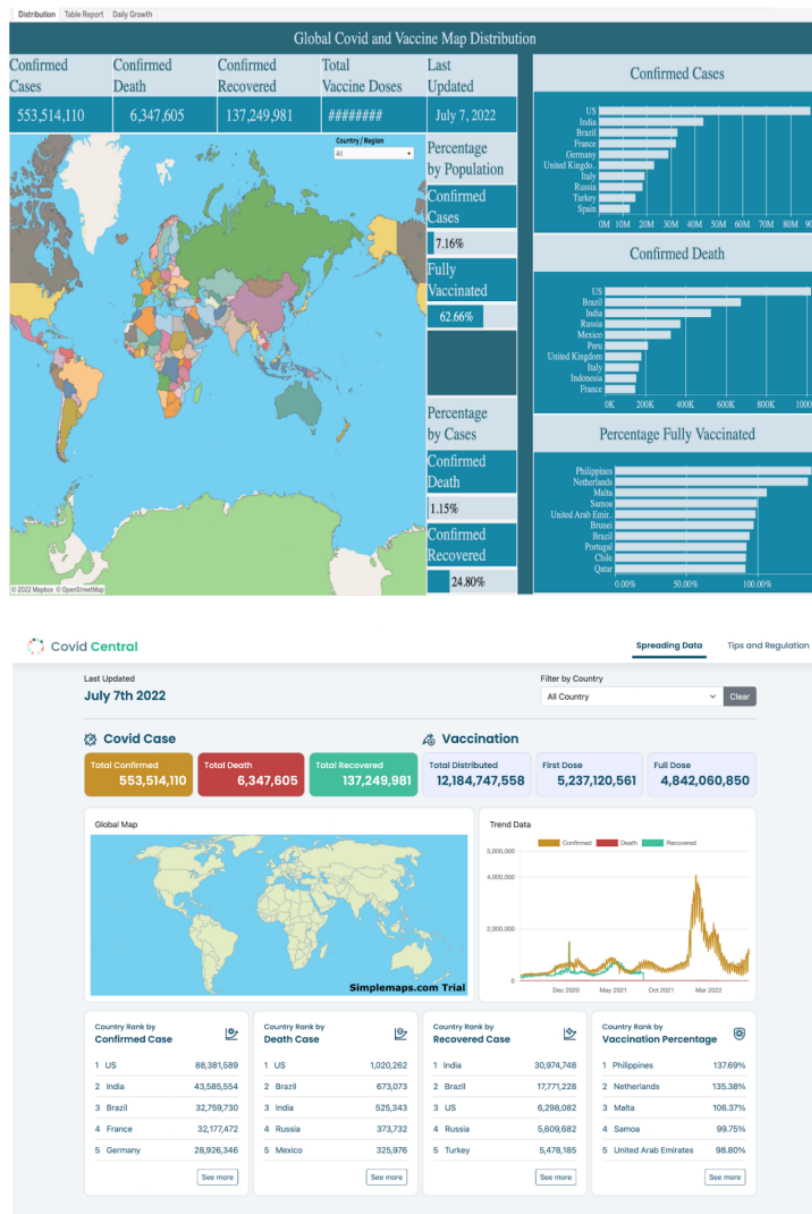 Distribution Table Report Daily Growth
Global Covid and Vaccine Map Distribution
Confirmed Cases
Confirmed Death
Confirmed Recovered
Total Vaccine Doses
Last Updated
553,514,110
6,347,605
137,249,981
########
July 7, 2022
Country / Region
All
© 2022 Mapbox © OpenStreetMap
Percentage
by Population
Confirmed
Cases
7.16%
Fully
Vaccinated
62.66%
Percentage
by Cases
Confirmed
Death
1.15%
Confirmed
Recovered
24.80%
Confirmed Cases
US
India
Brazil
France
Germany
United Kingdo..
Italy
Russia
Turkey
Spain
0M 10M 20M 30M 40M 50M 60M 70M 80M 90
Confirmed Death
US
Brazil
India
Russia
Mexico
Peru
United Kingdom
Italy
Indonesia
France
0K 200K 400K 600K 800K 1000
Percentage Fully Vaccinated
Philippines
Netherlands
Malta
Samoa
United Arab Emir..
Brunei
Brazil
Portugal
Chile
Qatar
0.00% 50.00% 100.00%
Covid Central
Spreading Data Tips and Regulation
Last Updated
July 7th 2022
Filter by Country
All Country
Clear
Covid Case
Total Confirmed
553,514,110
Total Death
6,347,605
Total Recovered
137,249,981
Vaccination
Total Distributed
12,184,747,558
First Dose
5,237,120,561
Full Dose
4,842,060,850
Global Map
Simplemaps.com Trial
Trend Data
Confirmed Death Recovered
5,000,000
4,000,000
2,000,000
0
Dec 2020 May 2021 Oct 2021 Mar 2022
Country Rank by
Confirmed Case
1 US 88,381,589
2 India 43,585,554
3 Brazil 32,759,730
4 France 32,177,472
5 Germany 28,926,346
See more
Country Rank by
Death Case
1 US 1,020,262
2 Brazil 673,073
3 India 525,343
4 Russia 373,732
5 Mexico 325,976
See more
Country Rank by
Recovered Case
1 India 30,974,748
2 Brazil 17,771,228
3 US 6,298,082
4 Russia 5,609,682
5 Turkey 5,478,185
See more
Country Rank by
Vaccination Percentage
1 Philippines 137.69%
2 Netherlands 135.38%
3 Malta 106.37%
4 Samoa 99.75%
5 United Arab Emirates 98.80%
See more